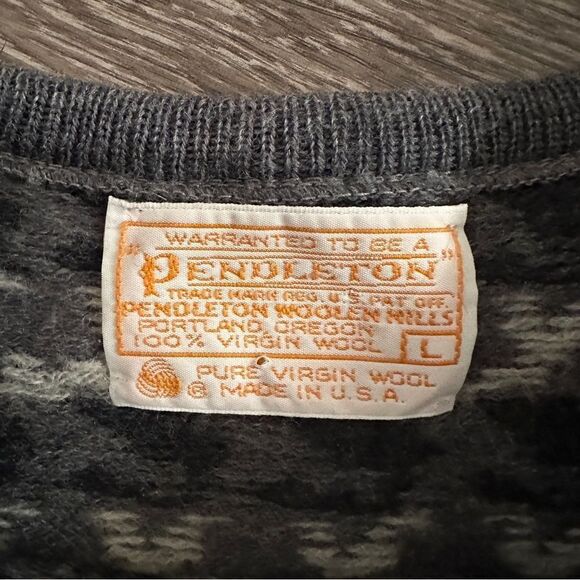 WARRANTED TO BE A
"PENDLETON"
TRADE MARK REG. U.S. PAT. OFF.
PENDLETON WOOLEN MILLS
PORTLAND, OREGON
100% VIRGIN WOOL L
PURE VIRGIN WOOL
© MADE IN U.S.A.